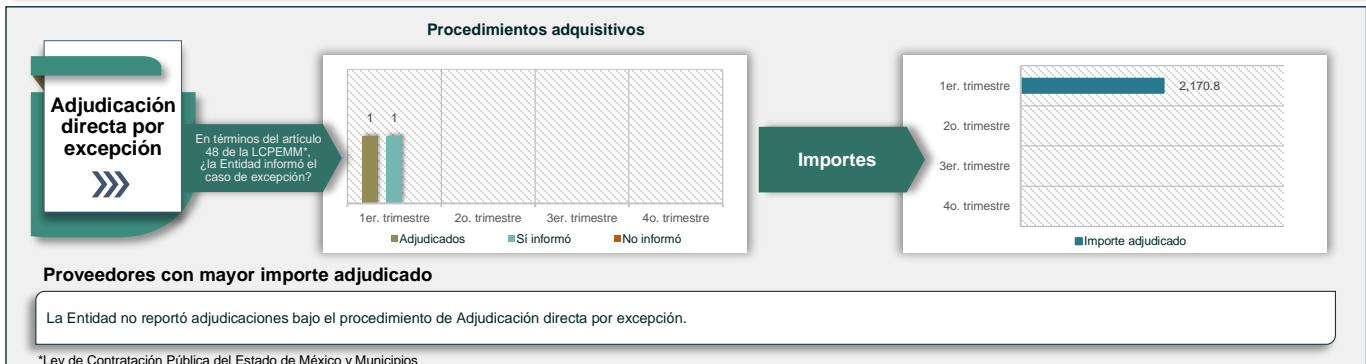 Procedimientos adquisitivos
Adjudicación
directa por
excepción
En términos del artículo
48 de la LCPEMM*,
¿la Entidad informó el
caso de excepción?
1 1
1er. trimestre 2o. trimestre 3er. trimestre 4o. trimestre
Adjudicados Sí informó No informó
Importes
1er. trimestre 2,170.8
2o. trimestre
3er. trimestre
4o. trimestre
Importe adjudicado
Proveedores con mayor importe adjudicado
La Entidad no reportó adjudicaciones bajo el procedimiento de Adjudicación directa por excepción.
*Ley de Contratación Pública del Estado de México y Municipios